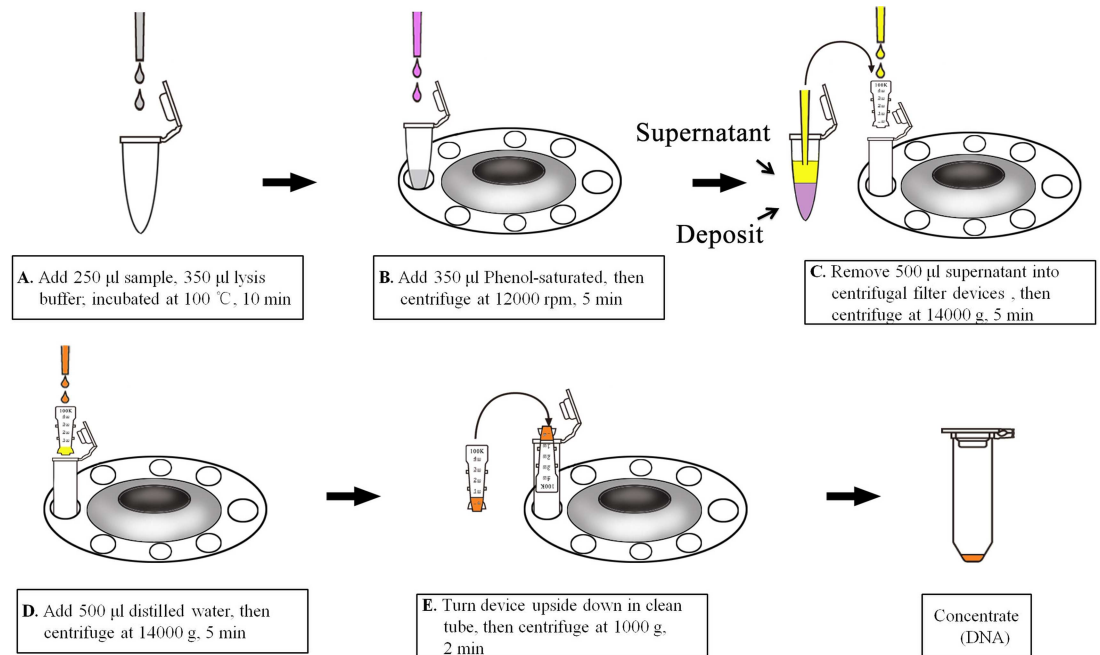 Supernatant
Deposit
A. Add 250 μl sample, 350 μl lysis
buffer; incubated at 100 ℃, 10 min
B. Add 350 μl Phenol-saturated, then
centrifuge at 12000 rpm, 5 min
100K
C. Remove 500 μl supernatant into
centrifugal filter devices , then
centrifuge at 14000 g, 5 min
100K
100K
100K
D. Add 500 μl distilled water, then
centrifuge at 14000 g, 5 min
E. Turn device upside down in clean
tube, then centrifuge at 1000 g,
2 min
Concentrate
(DNA)